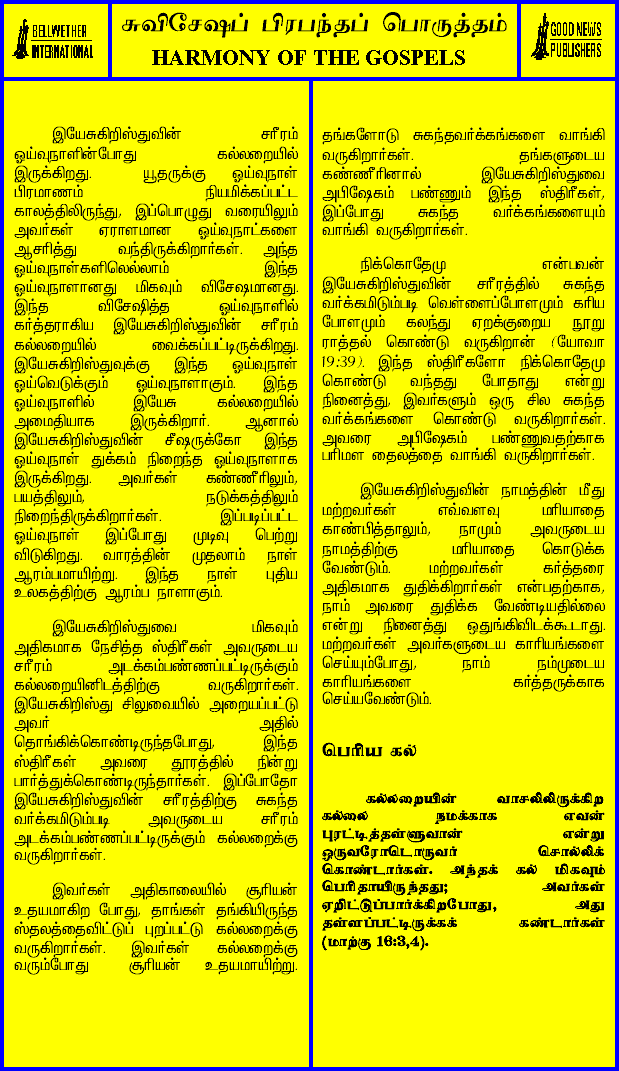 BELLWETHER
INTERNATIONAL
சுவிசேஷப் பிரபந்தப் பொருத்தம்
HARMONY OF THE GOSPELS
GOOD NEWS
PUBLISHERS
இயேசுகிறிஸ்துவின் சரீரம்
ஓய்வுநாளின்போது கல்லறையில்
இருக்கிறது. யூதருக்கு ஓய்வுநாள்
பிரமாணம் நியமிக்கப்பட்ட
காலத்திலிருந்து, இப்பொழுது வரையிலும்
அவர்கள் ஏராளமான ஓய்வுநாட்களை
ஆசரித்து வந்திருக்கிறார்கள். அந்த
ஓய்வுநாள்களிலெல்லாம் இந்த
ஓய்வுநாளானது மிகவும் விசேஷமானது.
இந்த விசேஷித்த ஓய்வுநாளில்
கர்த்தராகிய இயேசுகிறிஸ்துவின் சரீரம்
கல்லறையில் வைக்கப்பட்டிருக்கிறது.
இயேசுகிறிஸ்துவுக்கு இந்த ஓய்வுநாள்
ஓய்வெடுக்கும் ஓய்வுநாளாகும். இந்த
ஓய்வுநாளில் இயேசு கல்லறையில்
அமைதியாக இருக்கிறார். ஆனால்
இயேசுகிறிஸ்துவின் சீஷருக்கோ இந்த
ஓய்வுநாள் துக்கம் நிறைந்த ஓய்வுநாளாக
இருக்கிறது. அவர்கள் கண்ணீரிலும்,
பயத்திலும், நடுக்கத்திலும்
நிறைந்திருக்கிறார்கள். இப்படிப்பட்ட
ஓய்வுநாள் இப்போது முடிவு பெற்று
விடுகிறது. வாரத்தின் முதலாம் நாள்
ஆரம்பமாயிற்று. இந்த நாள் புதிய
உலகத்திற்கு ஆரம்ப நாளாகும்.
இயேசுகிறிஸ்துவை மிகவும்
அதிகமாக நேசித்த ஸ்திரீகள் அவருடைய
சரீரம் அடக்கம்பண்ணப்பட்டிருக்கும்
கல்லறையினிடத்திற்கு வருகிறார்கள்.
இயேசுகிறிஸ்து சிலுவையில் அறையப்பட்டு
அவர் அதில்
தொங்கிக்கொண்டிருந்தபோது, இந்த
ஸ்திரீகள் அவரை தூரத்தில் நின்று
பார்த்துக்கொண்டிருந்தார்கள். இப்போதோ
இயேசுகிறிஸ்துவின் சரீரத்திற்கு சுகந்த
வர்க்கமிடும்படி அவருடைய சரீரம்
அடக்கம்பண்ணப்பட்டிருக்கும் கல்லறைக்கு
வருகிறார்கள்.
இவர்கள் அதிகாலையில் சூரியன்
உதயமாகிற போது, தாங்கள் தங்கியிருந்த
ஸ்தலத்தைவிட்டுப் புறப்பட்டு கல்லறைக்கு
வருகிறார்கள். இவர்கள் கல்லறைக்கு
வரும்போது சூரியன் உதயமாயிற்று.
தங்களோடு சுகந்தவர்க்கங்களை வாங்கி
வருகிறார்கள். தங்களுடைய
கண்ணீரினால் இயேசுகிறிஸ்துவை
அபிஷேகம் பண்ணும் இந்த ஸ்திரீகள்,
இப்போது சுகந்த வர்க்கங்களையும்
வாங்கி வருகிறார்கள்.
நிக்கொதேமு என்பவன்
இயேசுகிறிஸ்துவின் சரீரத்தில் சுகந்த
வர்க்கமிடும்படி வெள்ளைப்போளமும் கரிய
போளமும் கலந்து ஏறக்குறைய நூறு
ராத்தல் கொண்டு வருகிறான் (யோவா
19:39). இந்த ஸ்திரீகளோ நிக்கொதேமு
கொண்டு வந்தது போதாது என்று
நினைத்து, இவர்களும் ஒரு சில சுகந்த
வர்க்கங்களை கொண்டு வருகிறார்கள்.
அவரை அபிஷேகம் பண்ணுவதற்காக
பரிமள தைலத்தை வாங்கி வருகிறார்கள்.
இயேசுகிறிஸ்துவின் நாமத்தின் மீது
மற்றவர்கள் எவ்வளவு மரியாதை
காண்பித்தாலும், நாமும் அவருடைய
நாமத்திற்கு மரியாதை கொடுக்க
வேண்டும். மற்றவர்கள் கர்த்தரை
அதிகமாக துதிக்கிறார்கள் என்பதற்காக,
நாம் அவரை துதிக்க வேண்டியதில்லை
என்று நினைத்து ஒதுங்கிவிடக்கூடாது.
மற்றவர்கள் அவர்களுடைய காரியங்களை
செய்யும்போது, நாம் நம்முடைய
காரியங்களை கர்த்தருக்காக
செய்யவேண்டும்.
பெரிய கல்
கல்லறையின் வாசலிலிருக்கிற
கல்லை நமக்காக எவன்
புரட்டித்தள்ளுவான் என்று
ஒருவரோடொருவர் சொல்லிக்
கொண்டார்கள். அந்தக் கல் மிகவும்
பெரிதாயிருந்தது; அவர்கள்
ஏறிட்டுப்பார்க்கிறபோது, அது
தள்ளப்பட்டிருக்கக் கண்டார்கள்
(மாற்கு 16:3,4).